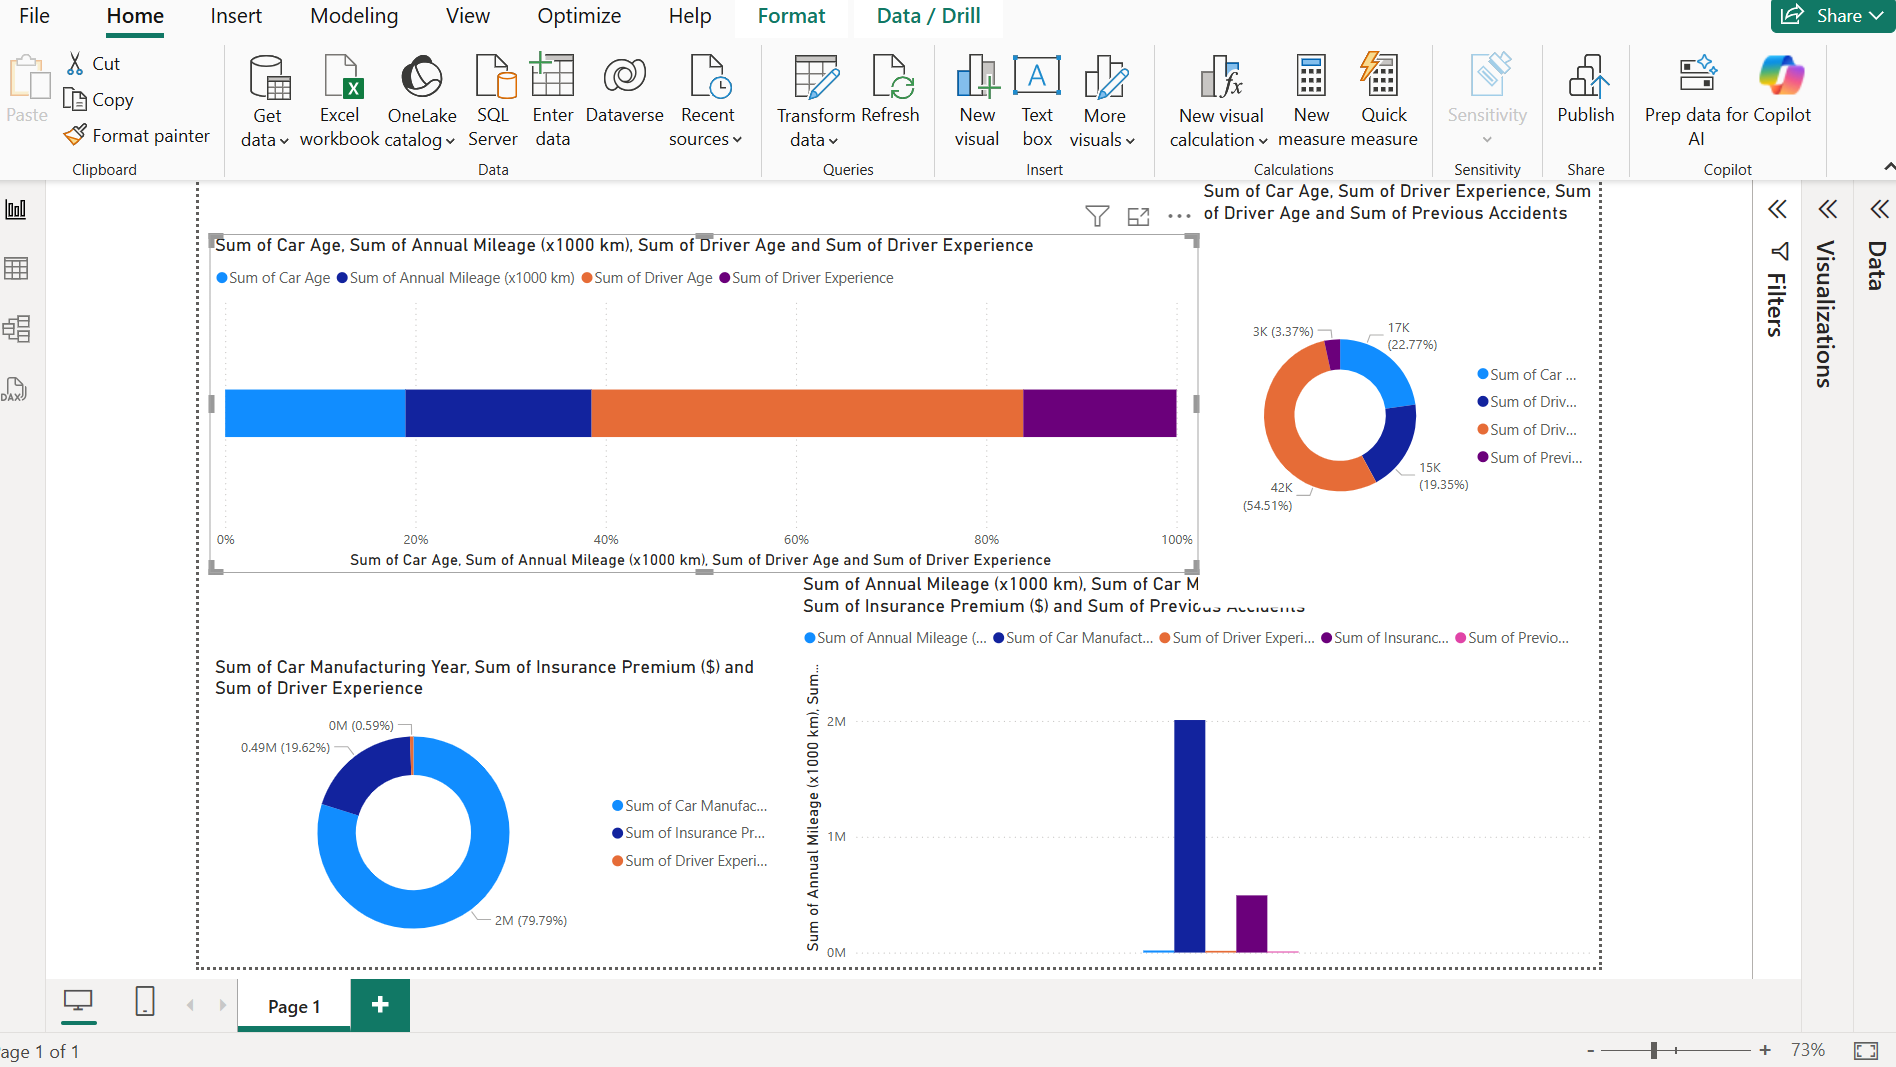 File
Home
Insert
Modeling
View
Optimize
Help
Format
Data / Drill
Share
Paste
Cut
Copy
Format painter
Clipboard
Get data
Excel workbook
OneLake catalog
SQL Server
Enter data
Dataverse
Recent sources
Data
Transform data
Refresh
Queries
New visual
Text box
More visuals
Insert
New visual calculation
New measure
Quick measure
Calculations
Sensitivity
Sensitivity
Publish
Share
Prep data for AI
Copilot
Copilot
DAX
Sum of Car Age, Sum of Annual Mileage (x1000 km), Sum of Driver Age and Sum of Driver Experience
Sum of Car Age
Sum of Annual Mileage (x1000 km)
Sum of Driver Age
Sum of Driver Experience
0%
20%
40%
60%
80%
100%
Sum of Car Age, Sum of Annual Mileage (x1000 km), Sum of Driver Age and Sum of Driver Experience
Sum of Car Age, Sum of Driver Experience, Sum
of Driver Age and Sum of Previous Accidents
3K (3.37%)
17K
(22.77%)
15K
(19.35%)
42K
(54.51%)
Sum of Car ...
Sum of Driv...
Sum of Driv...
Sum of Previ...
Sum of Car Manufacturing Year, Sum of Insurance Premium ($) and
Sum of Driver Experience
0M (0.59%)
0.49M (19.62%)
2M (79.79%)
Sum of Car Manufac...
Sum of Insurance Pr...
Sum of Driver Experi...
Sum of Annual Mileage (x1000 km), Sum of Car M
Sum of Insurance Premium ($) and Sum of Previous Accidents
Sum of Annual Mileage (...
Sum of Car Manufact...
Sum of Driver Experi...
Sum of Insuranc...
Sum of Previo...
Sum of Annual Mileage (x1000 km), Sum...
2M
1M
0M
Filters
Visualizations
Data
Page 1
age 1 of 1
73%